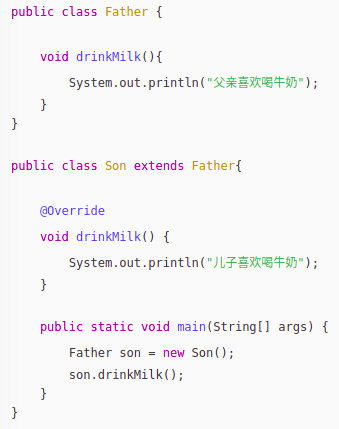 public class Father {
    void drinkMilk(){
        System.out.println("父亲喜欢喝牛奶");
    }
}
public class Son extends Father{
    @Override
    void drinkMilk() {
        System.out.println("儿子喜欢喝牛奶");
    }
    public static void main(String[] args) {
        Father son = new Son();
        son.drinkMilk();
    }
}